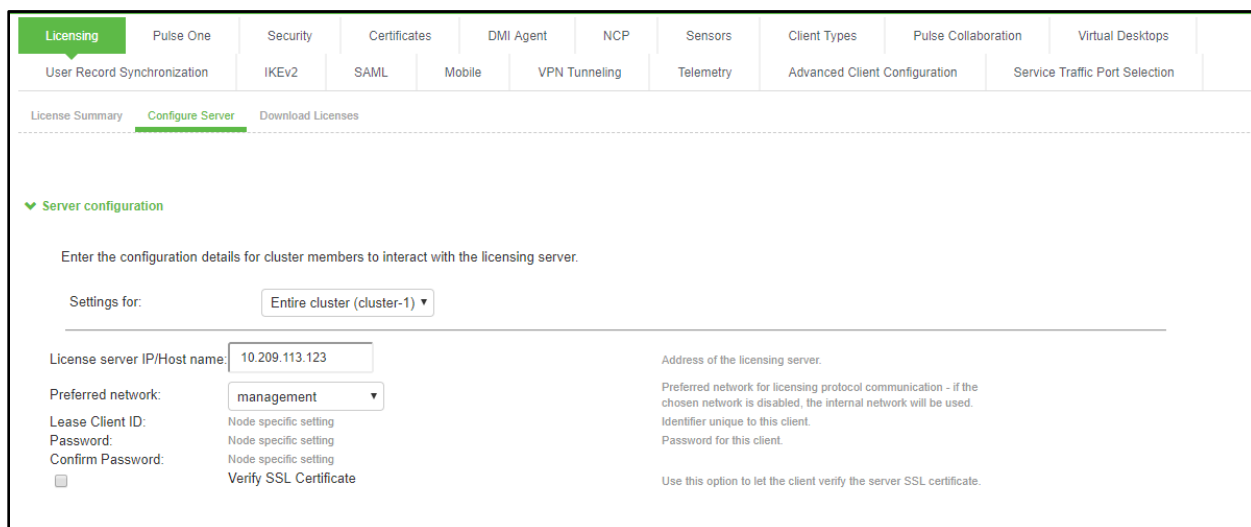 Licensing Pulse One Security Certificates DMI Agent NCP Sensors Client Types Pulse Collaboration Virtual Desktops
User Record Synchronization IKEv2 SAML Mobile VPN Tunneling Telemetry Advanced Client Configuration Service Traffic Port Selection
License Summary Configure Server Download Licenses
Server configuration
Enter the configuration details for cluster members to interact with the licensing server.
Settings for: Entire cluster (cluster-1)
License server IP/Host name: 10.209.113.123 Address of the licensing server.
Preferred network: management Preferred network for licensing protocol communication - if the
chosen network is disabled, the internal network will be used.
Lease Client ID: Node specific setting Identifier unique to this client.
Password: Node specific setting Password for this client.
Confirm Password: Node specific setting
Verify SSL Certificate Use this option to let the client verify the server SSL certificate.